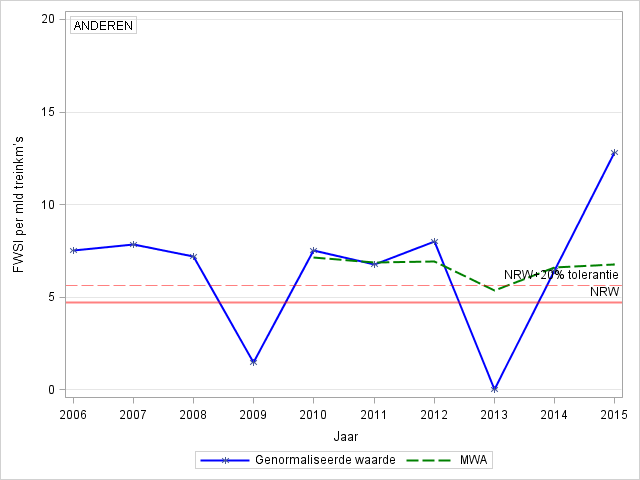 ANDEREN
20
15
10
5
0
FWSI per mld treinkm's
NRW+20% tolerantie
NRW
2006 2007 2008 2009 2010 2011 2012 2013 2014 2015
Jaar
Genormaliseerde waarde MWA